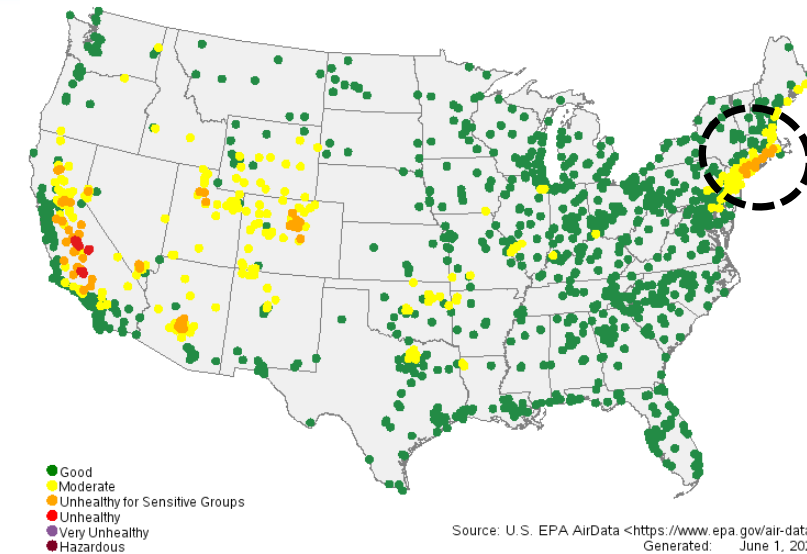 Good
Moderate
Unhealthy for Sensitive Groups
Unhealthy
Very Unhealthy
Hazardous
Source: U.S. EPA AirData <https://www.epa.gov/air-dat
Generated: June 1, 20